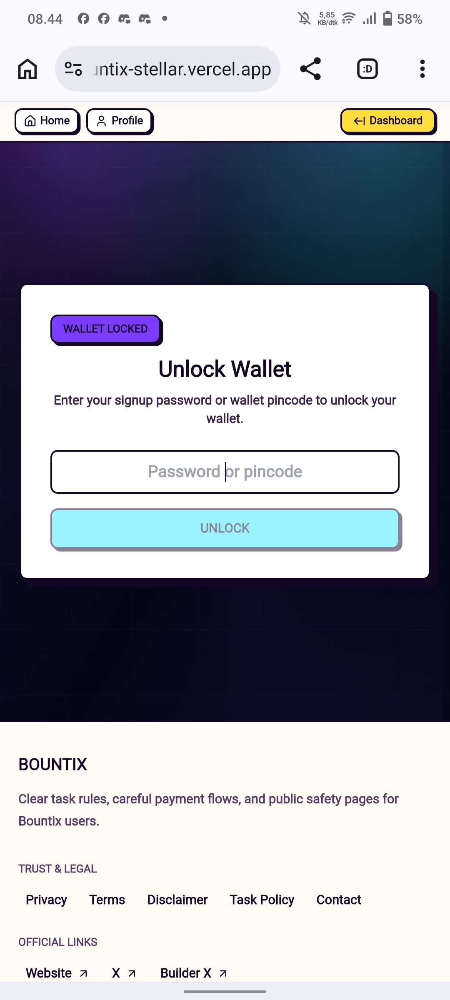 08.44
5,85
KB/dtk
58%
ntix-stellar.vercel.app
:D
Home
Profile
Dashboard
WALLET LOCKED
Unlock Wallet
Enter your signup password or wallet pincode to unlock your
wallet.
Password or pincode
UNLOCK
BOUNTIX
Clear task rules, careful payment flows, and public safety pages for
Bountix users.
TRUST & LEGAL
Privacy Terms Disclaimer Task Policy Contact
OFFICIAL LINKS
Website X Builder X